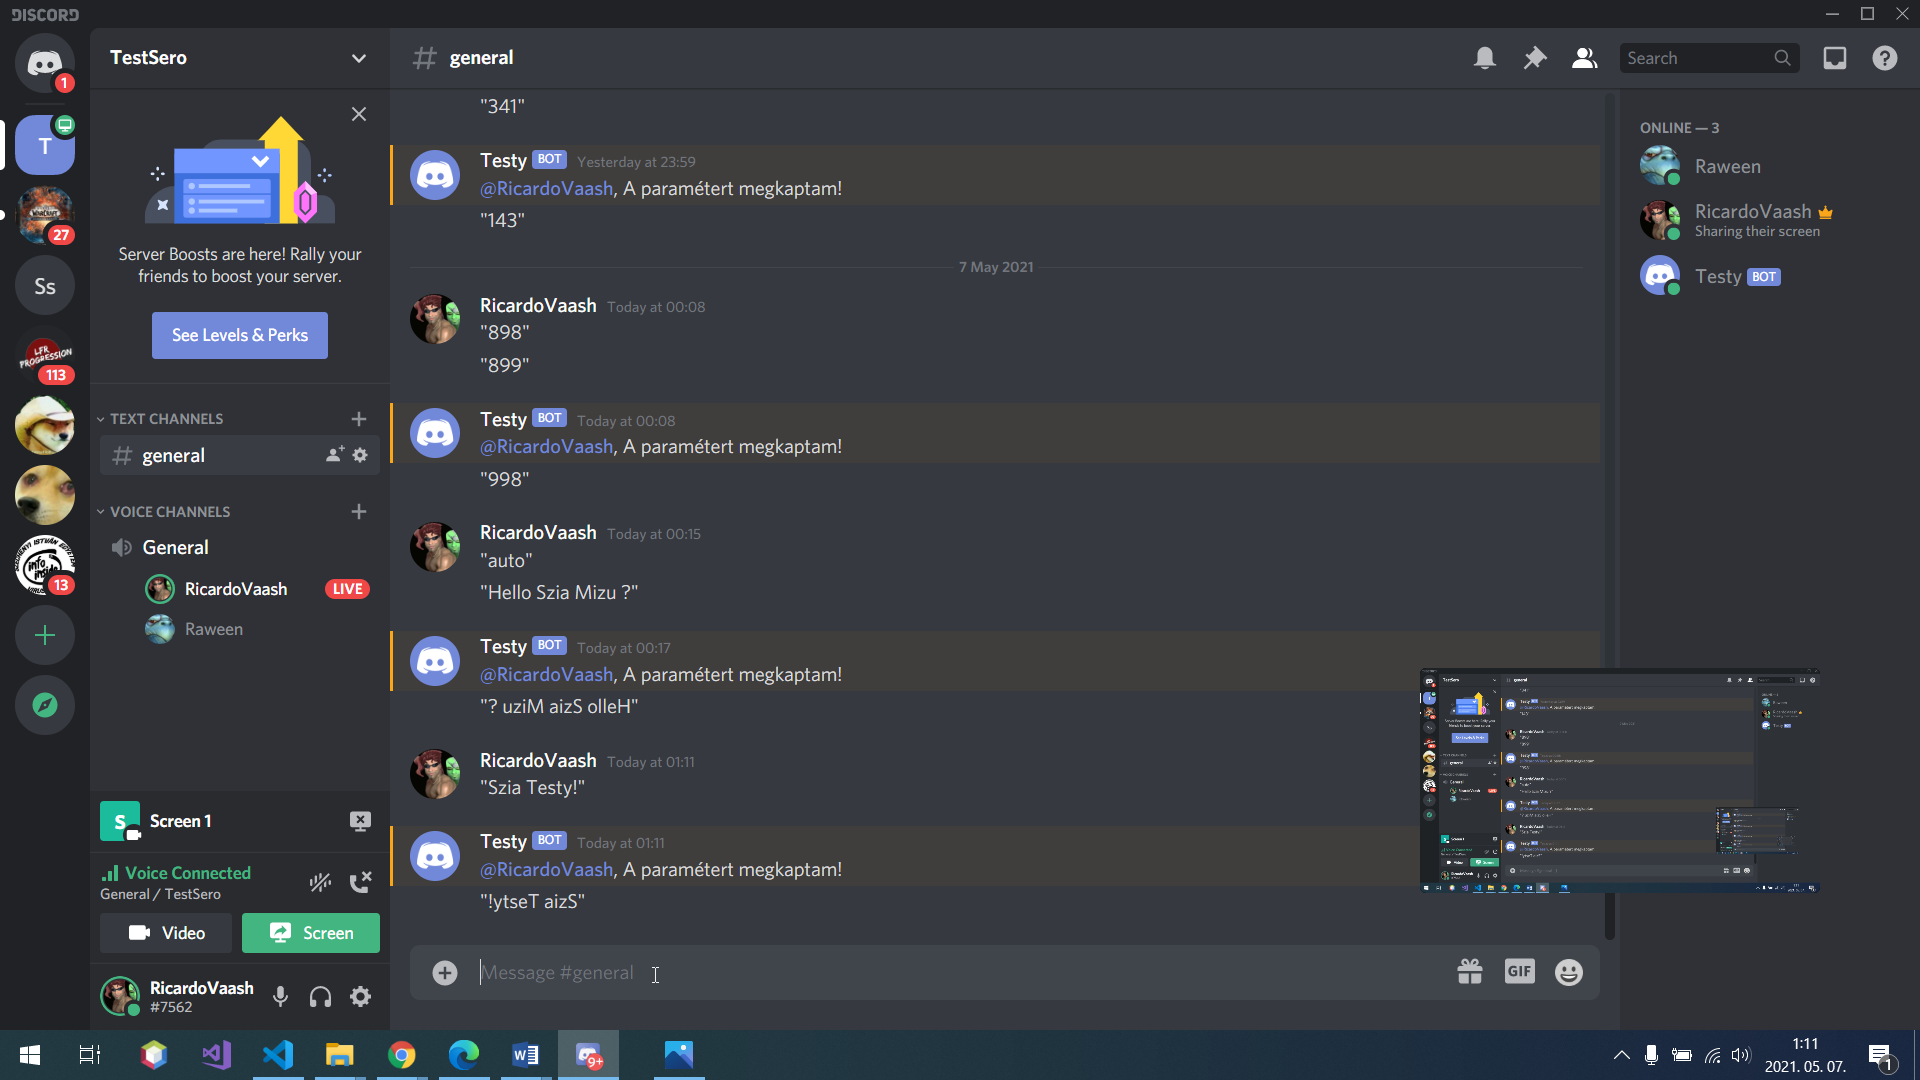 DISCORD
TestSero
general
Search
1
T
27
Ss
LFR
PROGRESSION
113
info
inside
13
Server Boosts are here! Rally your
friends to boost your server.
See Levels & Perks
TEXT CHANNELS
general
VOICE CHANNELS
General
RicardoVaash LIVE
Raween
S Screen 1
Voice Connected
General / TestSero
Video Screen
RicardoVaash
#7562
"341"
Testy BOT Yesterday at 23:59
@RicardoVaash, A paramétert megkaptam!
"143"
7 May 2021
RicardoVaash Today at 00:08
"898"
"899"
Testy BOT Today at 00:08
@RicardoVaash, A paramétert megkaptam!
"998"
RicardoVaash Today at 00:15
"auto"
"Hello Szia Mizu ?"
Testy BOT Today at 00:17
@RicardoVaash, A paramétert megkaptam!
"? uziM aizS olleH"
RicardoVaash Today at 01:11
"Szia Testy!"
Testy BOT Today at 01:11
@RicardoVaash, A paramétert megkaptam!
"!ytseT aizS"
Message #general
GIF
ONLINE — 3
Raween
RicardoVaash
Sharing their screen
Testy BOT
9+
1:11
2021. 05. 07.
1